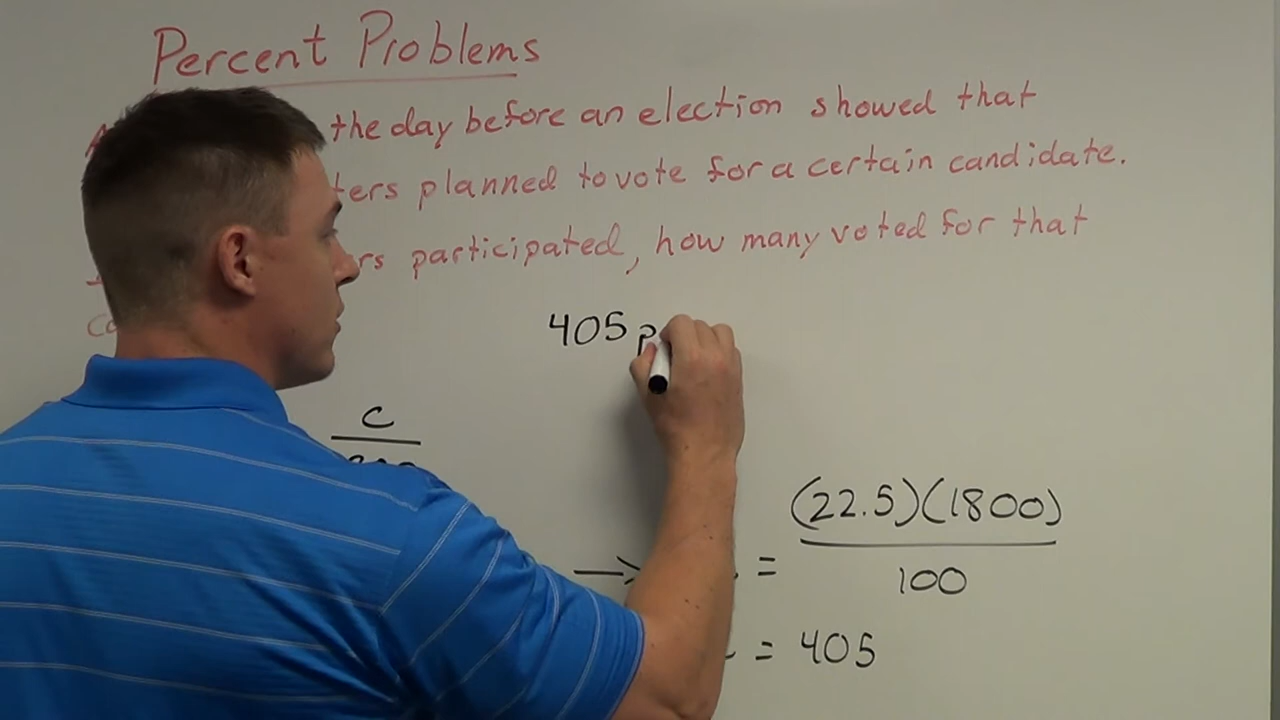 Percent Problems
the day before an election showed that
ters planned to vote for a certain candidate.
rs participated, how many voted for that
405 p
c
(22.5)(1800)
→ =
100
= 405